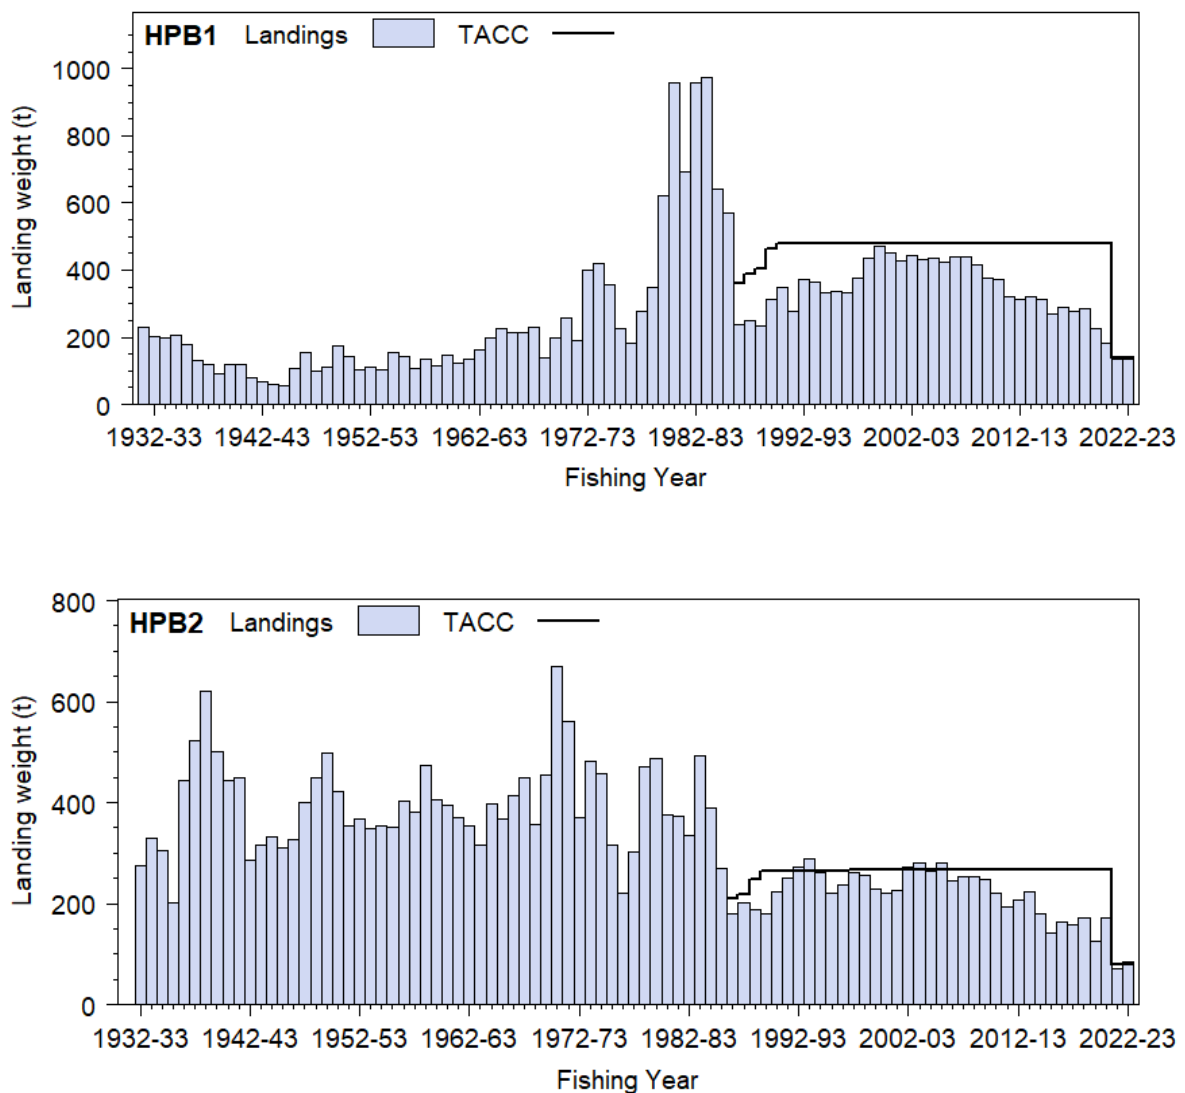 HPB1 Landings TACC
1000
800
600
400
200
0
Landing weight (t)
1932-33 1942-43 1952-53 1962-63 1972-73 1982-83 1992-93 2002-03 2012-13 2022-23
Fishing Year
HPB2 Landings TACC
800
600
400
200
0
Landing weight (t)
1932-33 1942-43 1952-53 1962-63 1972-73 1982-83 1992-93 2002-03 2012-13 2022-23
Fishing Year